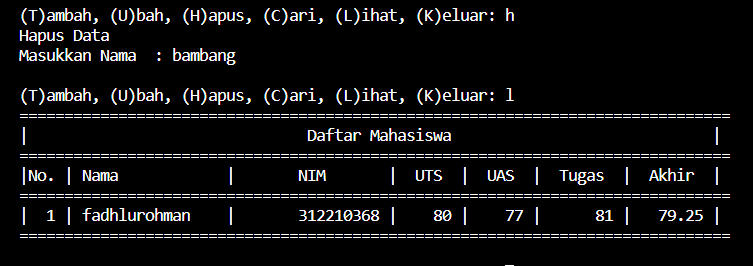 (T)ambah, (U)bah, (H)apus, (C)ari, (L)ihat, (K)eluar: h
Hapus Data
Masukkan Nama  : bambang

(T)ambah, (U)bah, (H)apus, (C)ari, (L)ihat, (K)eluar: l
==============================================================================
|                               Daftar Mahasiswa                             |
==============================================================================
|No. | Nama            |       NIM       |  UTS  |  UAS  |  Tugas  |  Akhir  |
==============================================================================
|  1 | fadhlurohman    |       312210368 |    80 |    77 |      81 |   79.25 |
==============================================================================